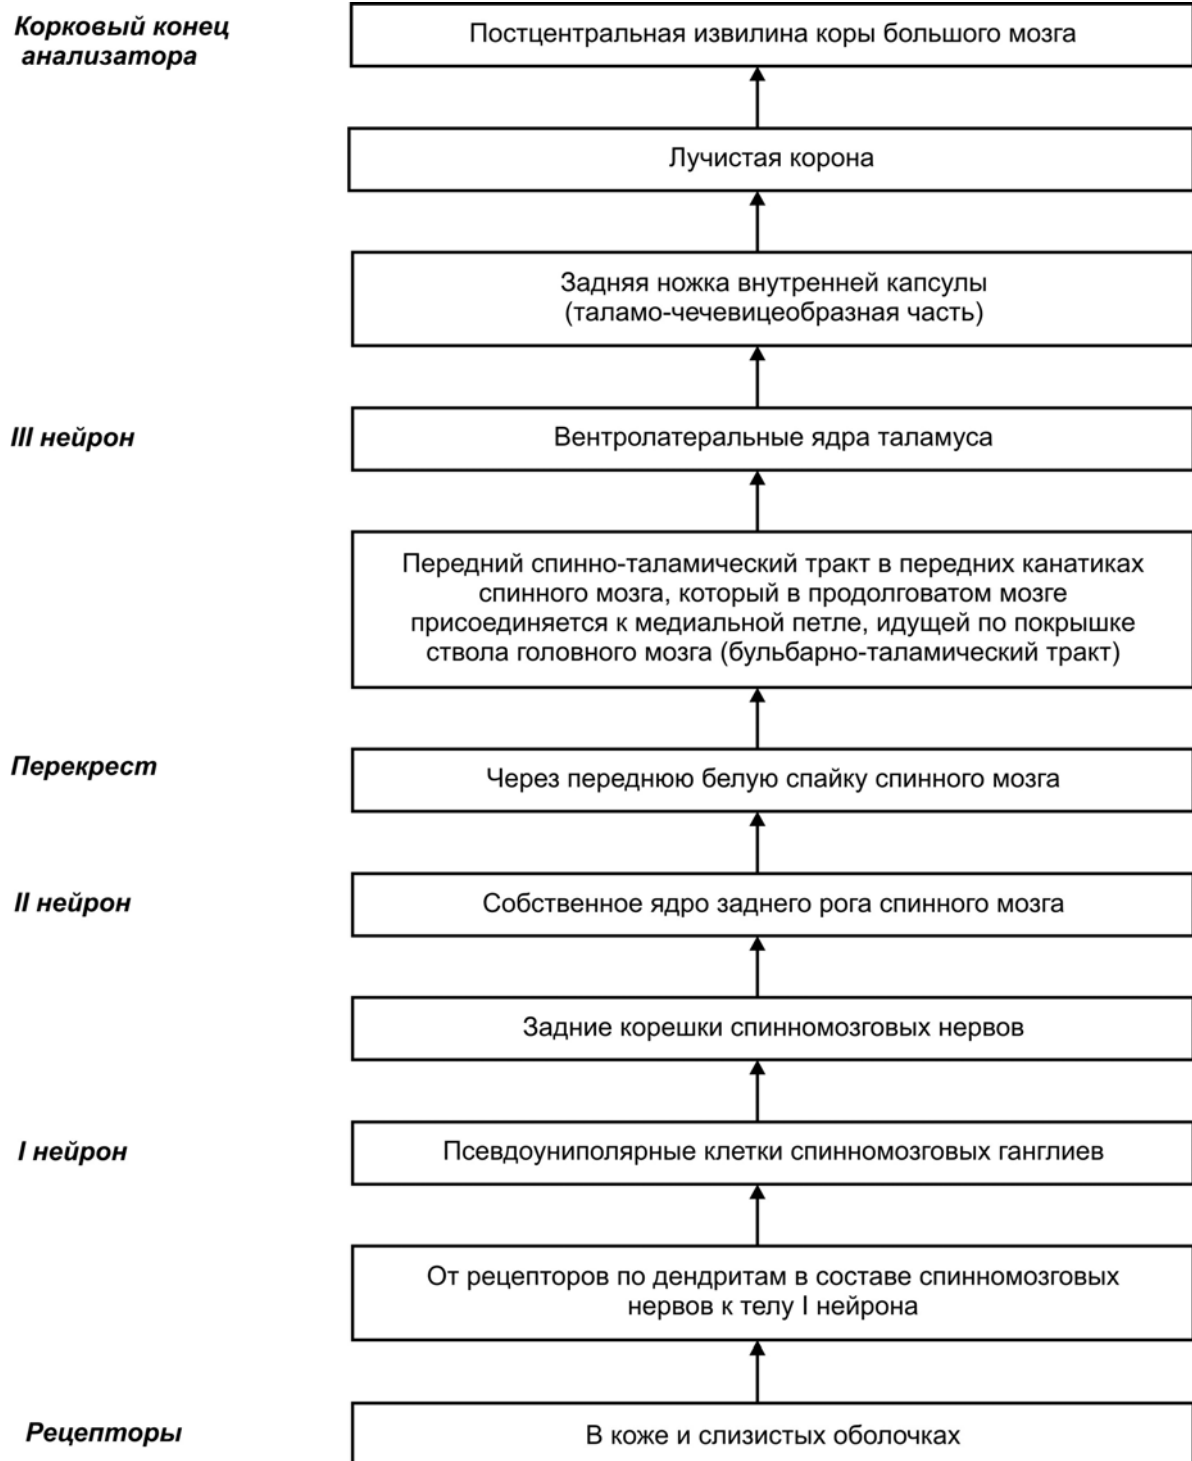 Корковый конец
анализатора
Постцентральная извилина коры большого мозга
Лучистая корона
Задняя ножка внутренней капсулы
(таламо-чечевицеобразная часть)
III нейрон
Вентролатеральные ядра таламуса
Передний спинно-таламический тракт в передних канатиках
спинного мозга, который в продолговатом мозге
присоединяется к медиальной петле, идущей по покрышке
ствола головного мозга (бульбарно-таламический тракт)
Перекрест
Через переднюю белую спайку спинного мозга
II нейрон
Собственное ядро заднего рога спинного мозга
Задние корешки спинномозговых нервов
I нейрон
Псевдоуниполярные клетки спинномозговых ганглиев
От рецепторов по дендритам в составе спинномозговых
нервов к телу I нейрона
Рецепторы
В коже и слизистых оболочках